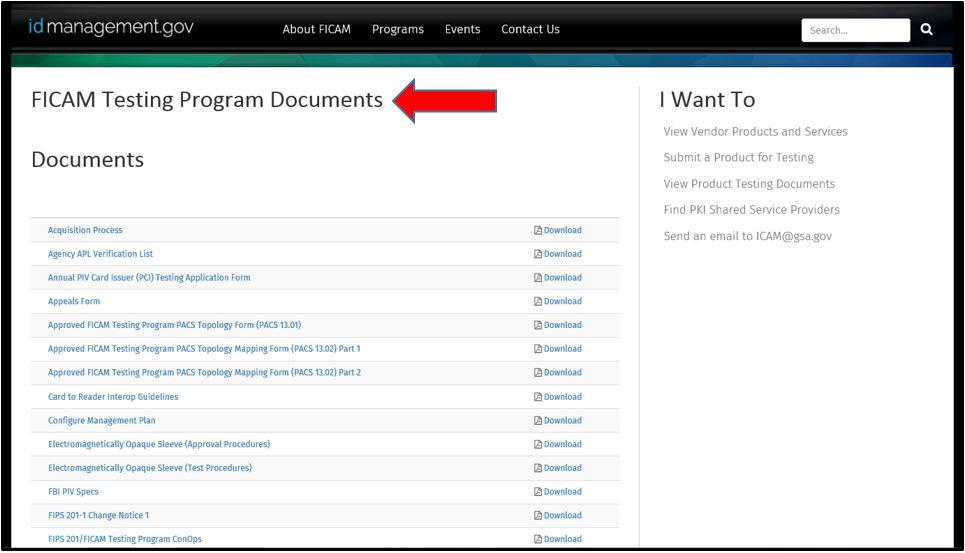 idmanagement.gov
About FICAM Programs Events Contact Us
Search...
FICAM Testing Program Documents
Documents
Acquisition Process Download
Agency APL Verification List Download
Annual PIV Card Issuer (PCI) Testing Application Form Download
Appeals Form Download
Approved FICAM Testing Program PACS Topology Form (PACS 13.01) Download
Approved FICAM Testing Program PACS Topology Mapping Form (PACS 13.02) Part 1 Download
Approved FICAM Testing Program PACS Topology Mapping Form (PACS 13.02) Part 2 Download
Card to Reader Interop Guidelines Download
Configure Management Plan Download
Electromagnetically Opaque Sleeve (Approval Procedures) Download
Electromagnetically Opaque Sleeve (Test Procedures) Download
FBI PIV Specs Download
FIPS 201-1 Change Notice 1 Download
FIPS 201/FICAM Testing Program ConOps Download
I Want To
View Vendor Products and Services
Submit a Product for Testing
View Product Testing Documents
Find PKI Shared Service Providers
Send an email to ICAM@gsa.gov